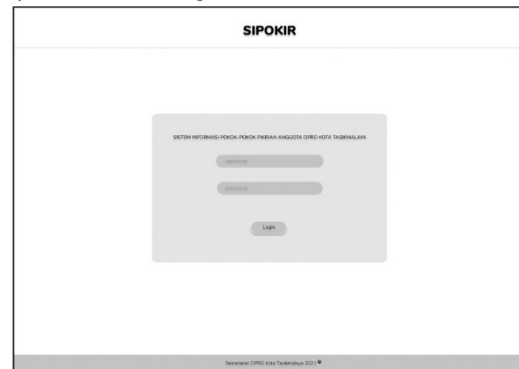 SIPOKIR
SISTEM INFORMASI POKOK-POKOK PIKIRAN ANGGOTA DPRD KOTA TASIKMALAYA
username
password
Login
Sekretariat DPRD Kota Tasikmalaya 2021